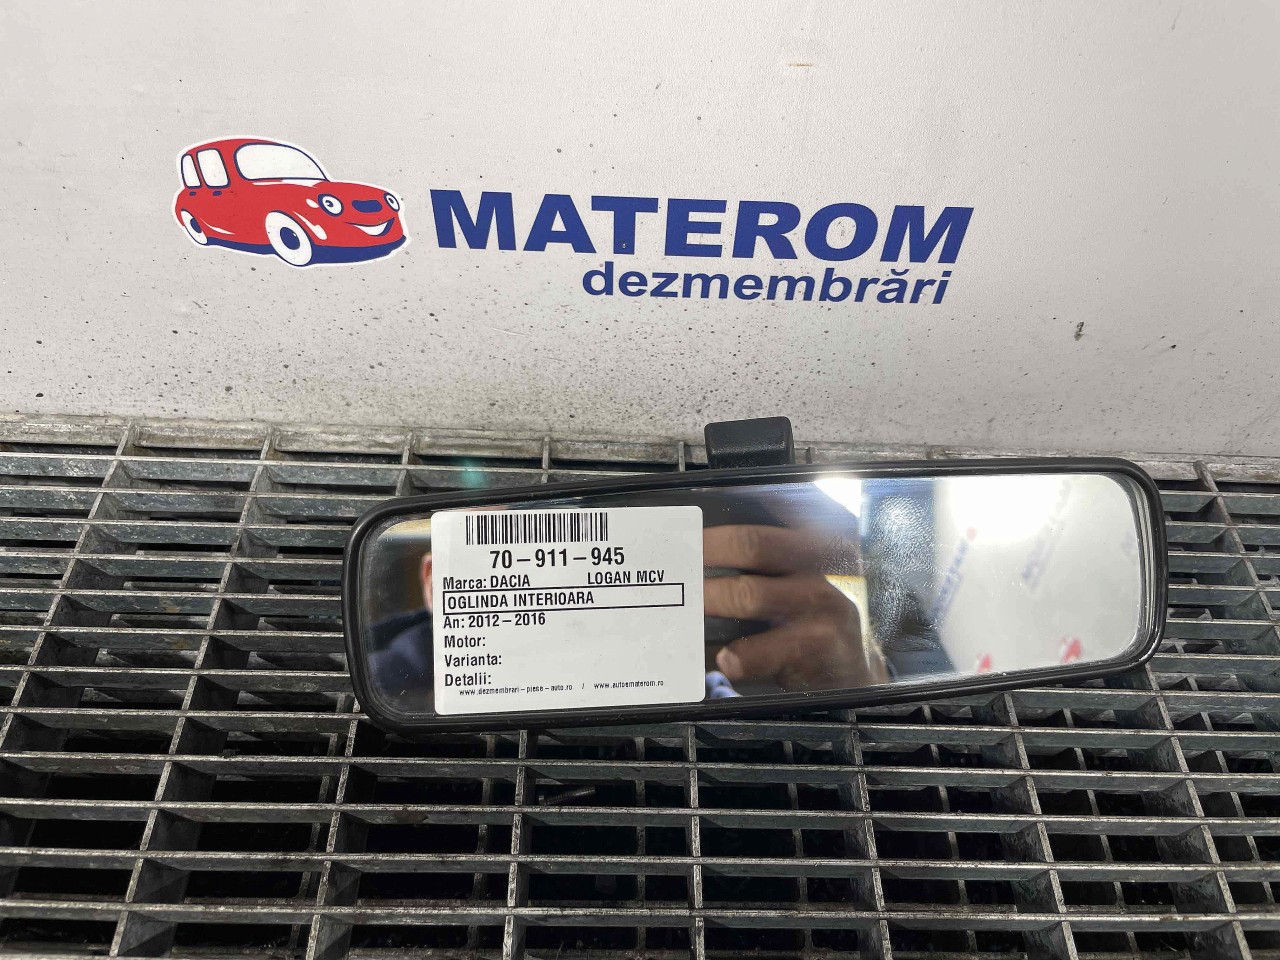 MATEROM
dezmembrări
70-911-945
Marca: DACIA LOGAN MCV
OGLINDA INTERIOARA
An: 2012-2016
Motor:
Varianta:
Detalii:
www.dezmembrari-piese-auto.ro / www.autoematerom.ro